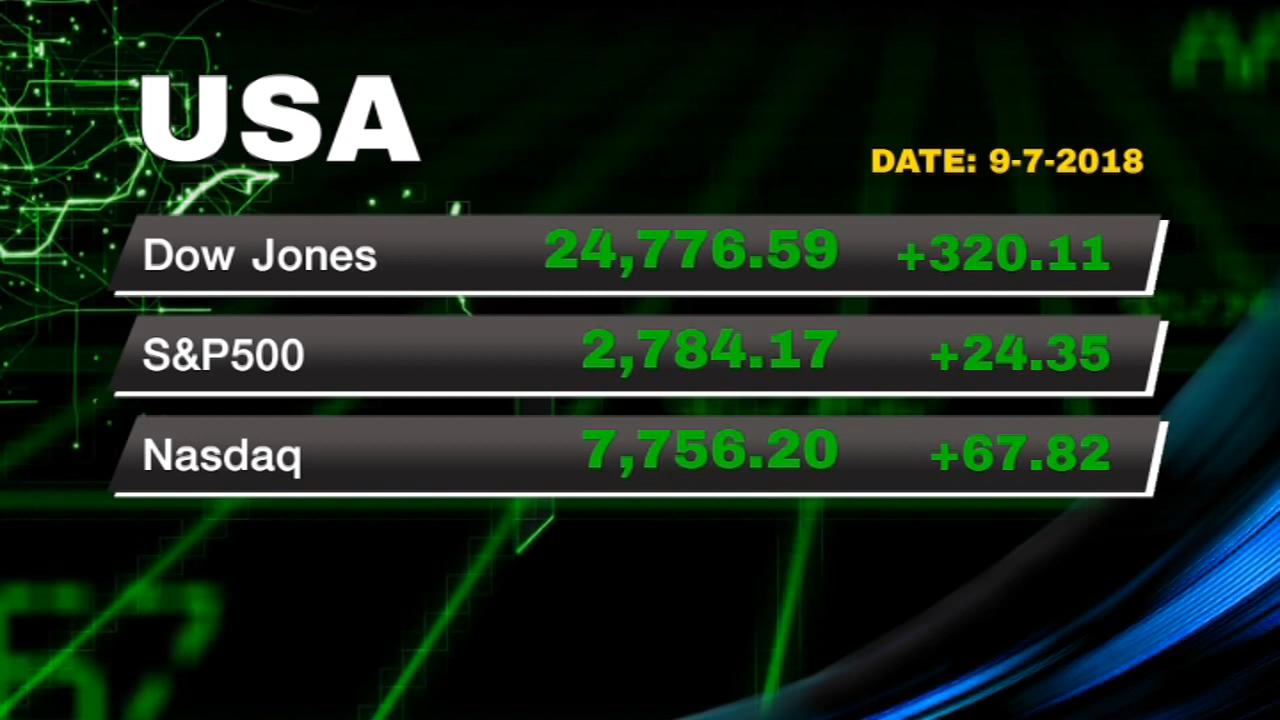 USA
DATE: 9-7-2018
Dow Jones 24,776.59 +320.11
S&P500 2,784.17 +24.35
Nasdaq 7,756.20 +67.82
67